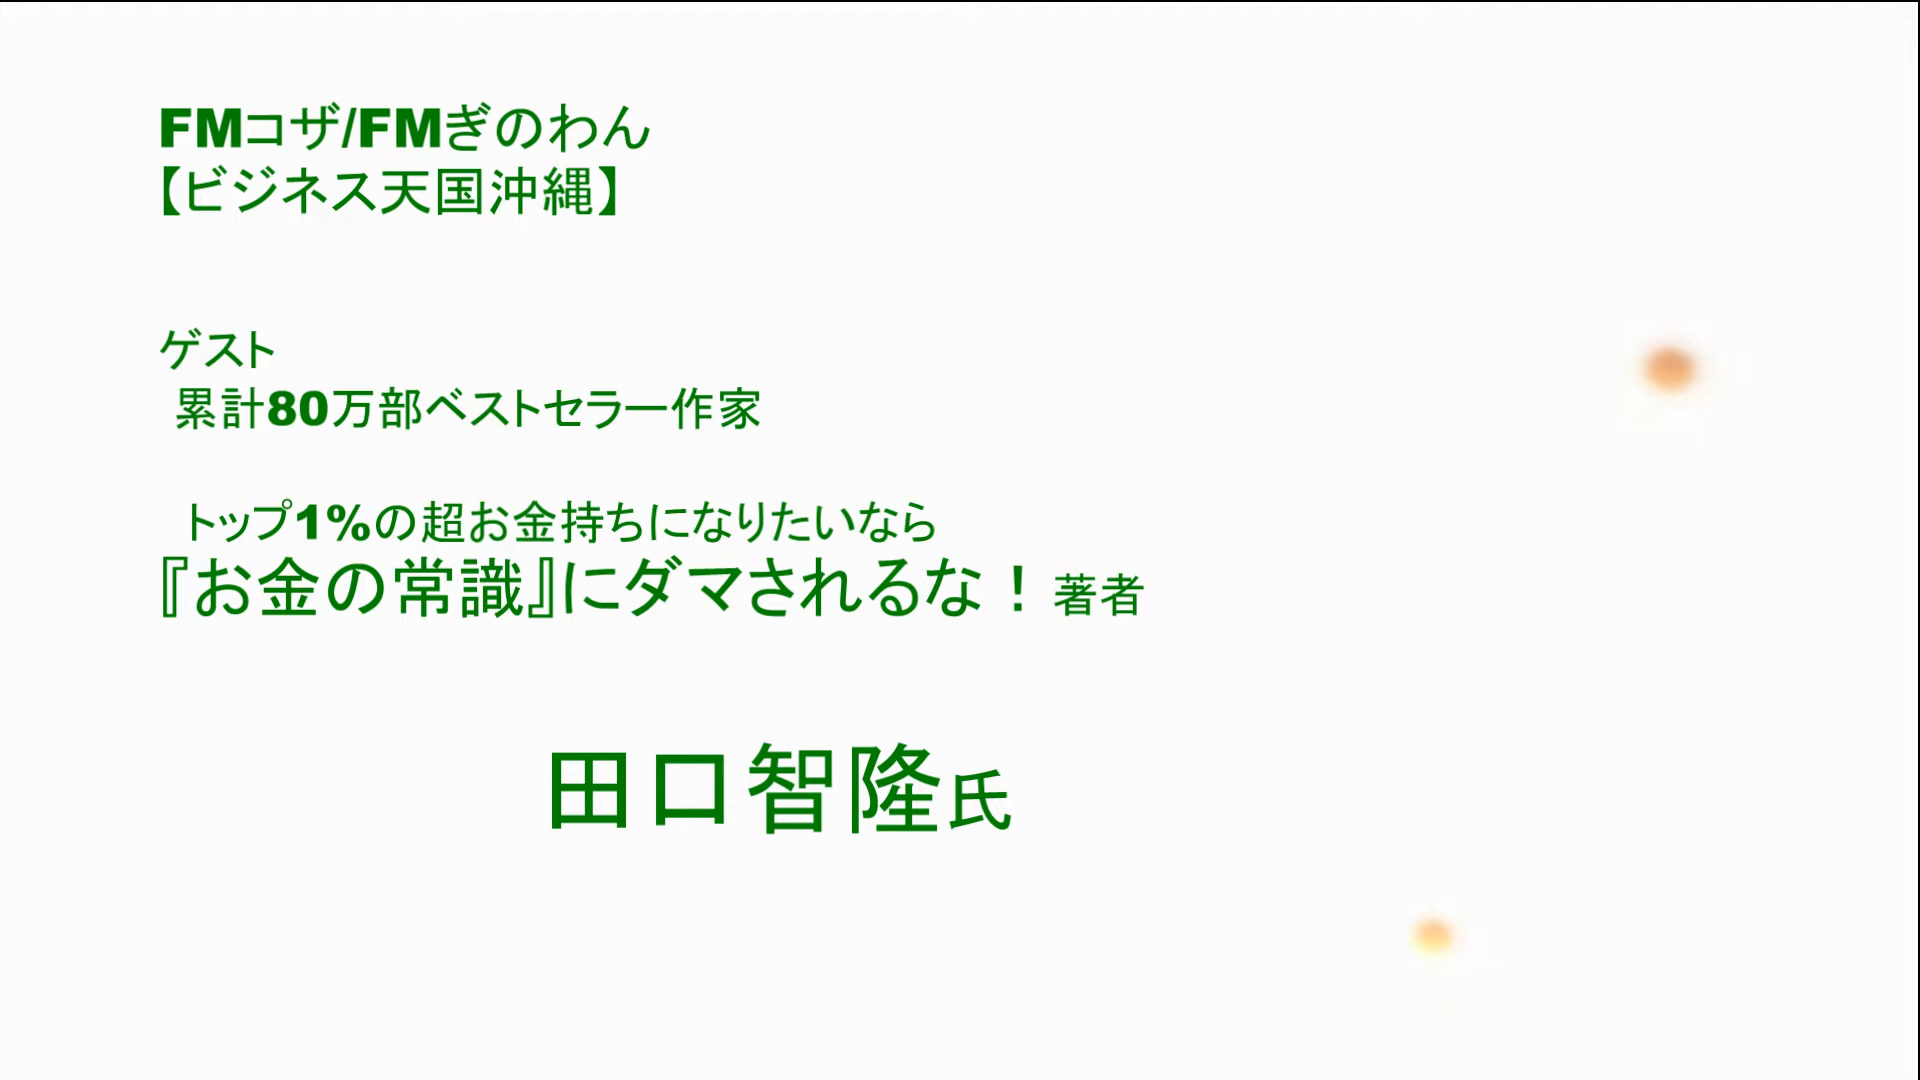 FMコザ/FMぎのわん
【ビジネス天国沖縄】
ゲスト
累計80万部ベストセラー作家
トップ1%の超お金持ちになりたいなら
『お金の常識』にダマされるな！著者
田口智隆氏